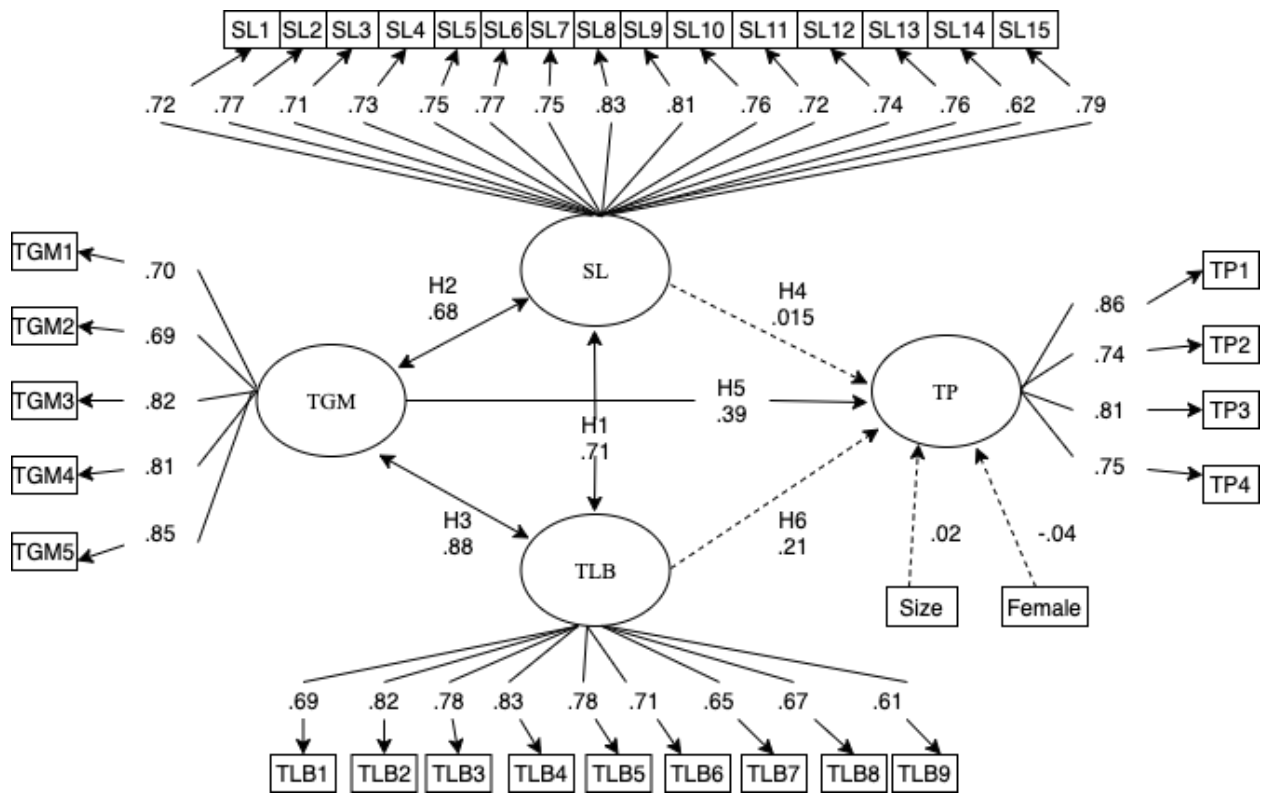 SL1 SL2 SL3 SL4 SL5 SL6 SL7 SL8 SL9 SL10 SL11 SL12 SL13 SL14 SL15
.72 .77 .71 .73 .75 .77 .75 .83 .81 .76 .72 .74 .76 .62 .79
TGM1
.70
TGM2
.69
TGM3
.82
TGM4
.81
TGM5
.85
SL
H2
.68
H4
.015
TGM
H5
.39
H1
.71
TP
TP1
.86
TP2
.74
TP3
.81
TP4
.75
H3
.88
H6
.21
TLB
.02
-.04
Size
Female
.69 .82 .78 .83 .78 .71 .65 .67 .61
TLB1 TLB2 TLB3 TLB4 TLB5 TLB6 TLB7 TLB8 TLB9